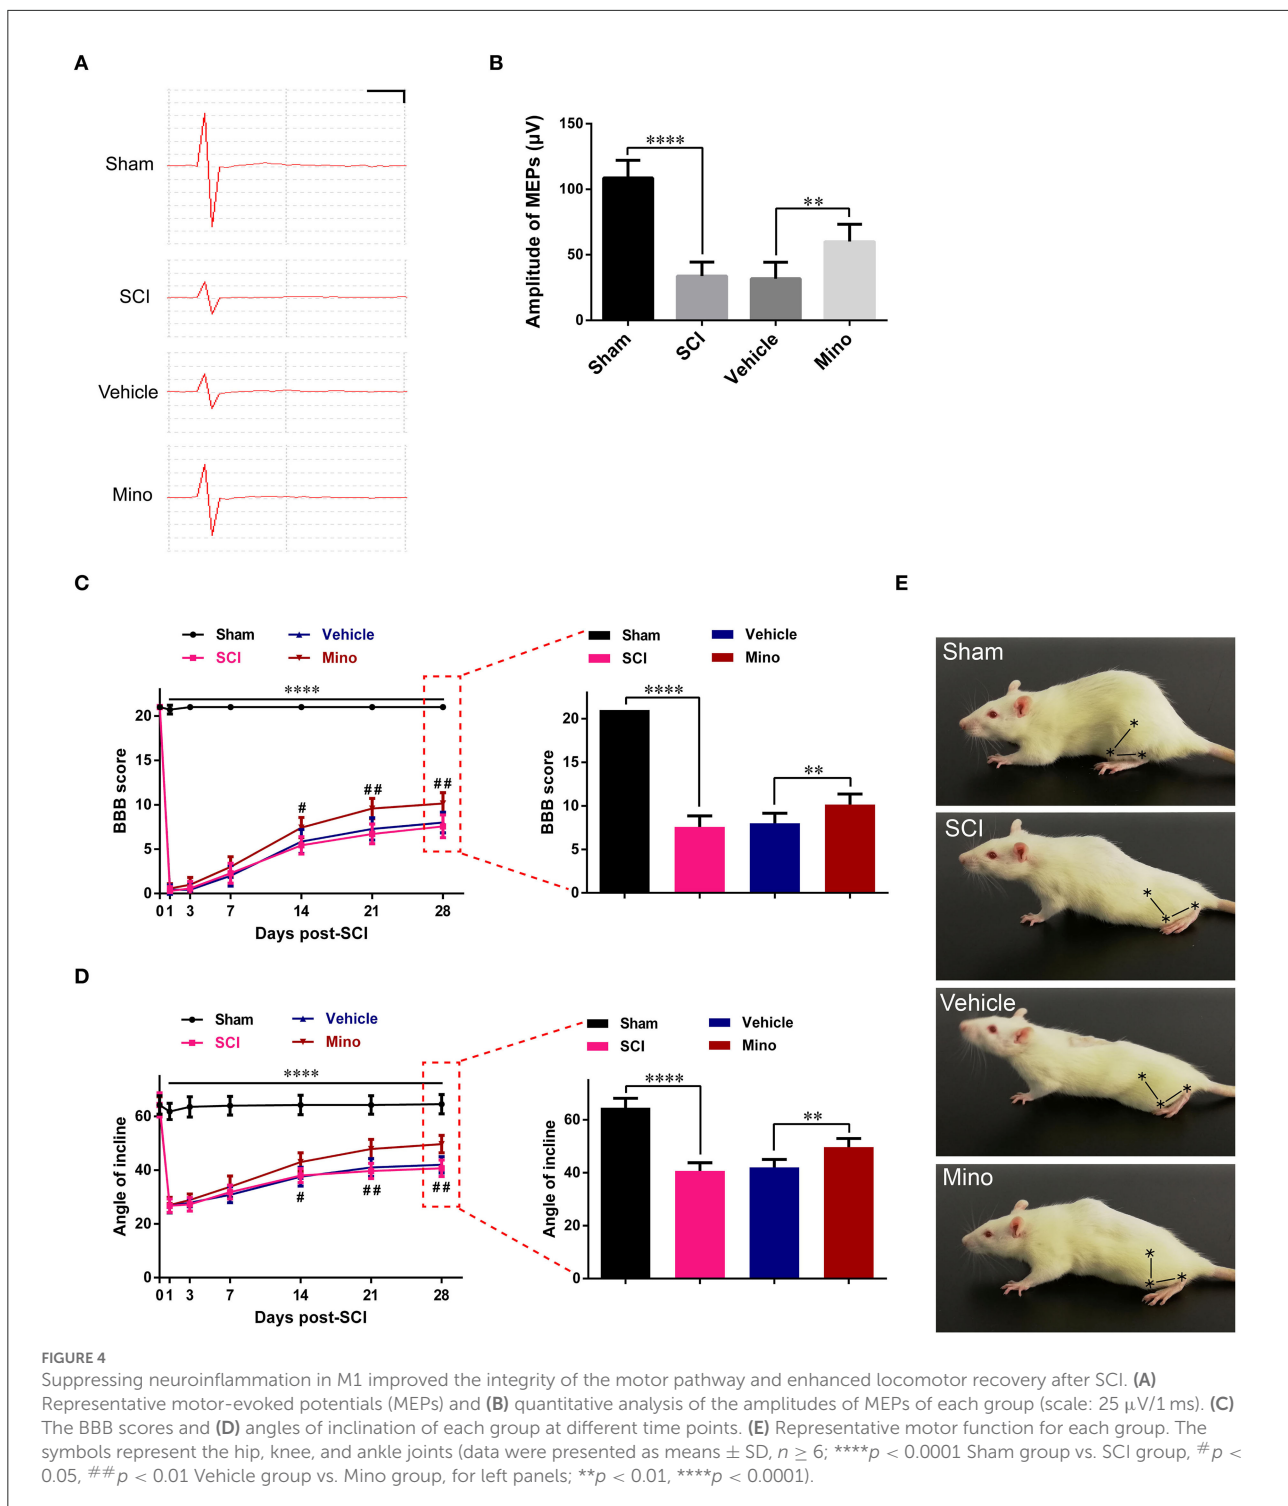 A
Sham
SCI
Vehicle
Mino
B
Amplitude of MEPs (µV)
150
100
50
0
****
**
Sham
SCI
Vehicle
Mino
C
Sham
Vehicle
SCI
Mino
****
BBB score
20
15
10
5
0
#
##
##
0 1 3 7 14 21 28
Days post-SCI
Sham
Vehicle
SCI
Mino
BBB score
20
15
10
5
0
****
**
D
Sham
Vehicle
SCI
Mino
****
Angle of incline
60
40
20
0
#
##
##
0 1 3 7 14 21 28
Days post-SCI
Sham
Vehicle
SCI
Mino
Angle of incline
60
40
20
0
****
**
E
Sham
* * *
SCI
* * *
Vehicle
* * *
Mino
* * *
FIGURE 4
Suppressing neuroinflammation in M1 improved the integrity of the motor pathway and enhanced locomotor recovery after SCI. (A)
Representative motor-evoked potentials (MEPs) and (B) quantitative analysis of the amplitudes of MEPs of each group (scale: 25 µV/1 ms). (C)
The BBB scores and (D) angles of inclination of each group at different time points. (E) Representative motor function for each group. The
symbols represent the hip, knee, and ankle joints (data were presented as means ± SD, n ≥ 6; ****p < 0.0001 Sham group vs. SCI group, #p <
0.05, ##p < 0.01 Vehicle group vs. Mino group, for left panels; **p < 0.01, ****p < 0.0001).